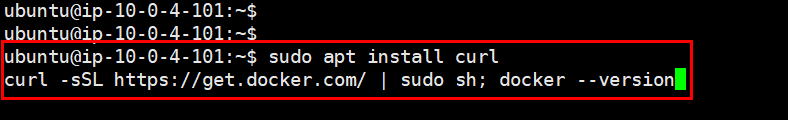 ubuntu@ip-10-0-4-101:~$
ubuntu@ip-10-0-4-101:~$
ubuntu@ip-10-0-4-101:~$ sudo apt install curl
curl -sSL https://get.docker.com/ | sudo sh; docker --version